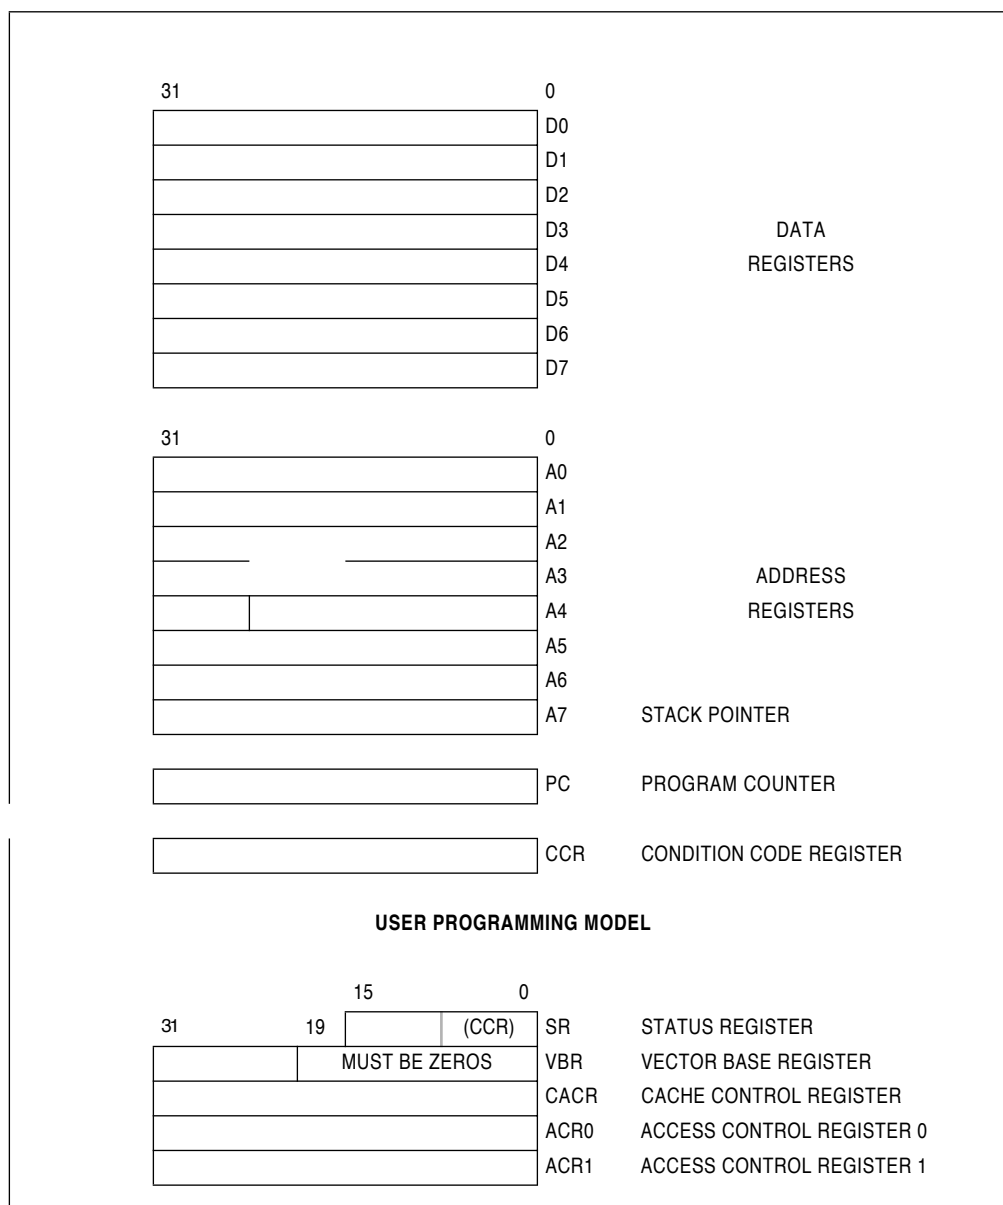 31 0
D0
D1
D2
D3 DATA
D4 REGISTERS
D5
D6
D7
31 0
A0
A1
A2
A3 ADDRESS
A4 REGISTERS
A5
A6
A7 STACK POINTER
PC PROGRAM COUNTER
CCR CONDITION CODE REGISTER
USER PROGRAMMING MODEL
15 0
31 19 (CCR) SR STATUS REGISTER
MUST BE ZEROS VBR VECTOR BASE REGISTER
CACR CACHE CONTROL REGISTER
ACR0 ACCESS CONTROL REGISTER 0
ACR1 ACCESS CONTROL REGISTER 1